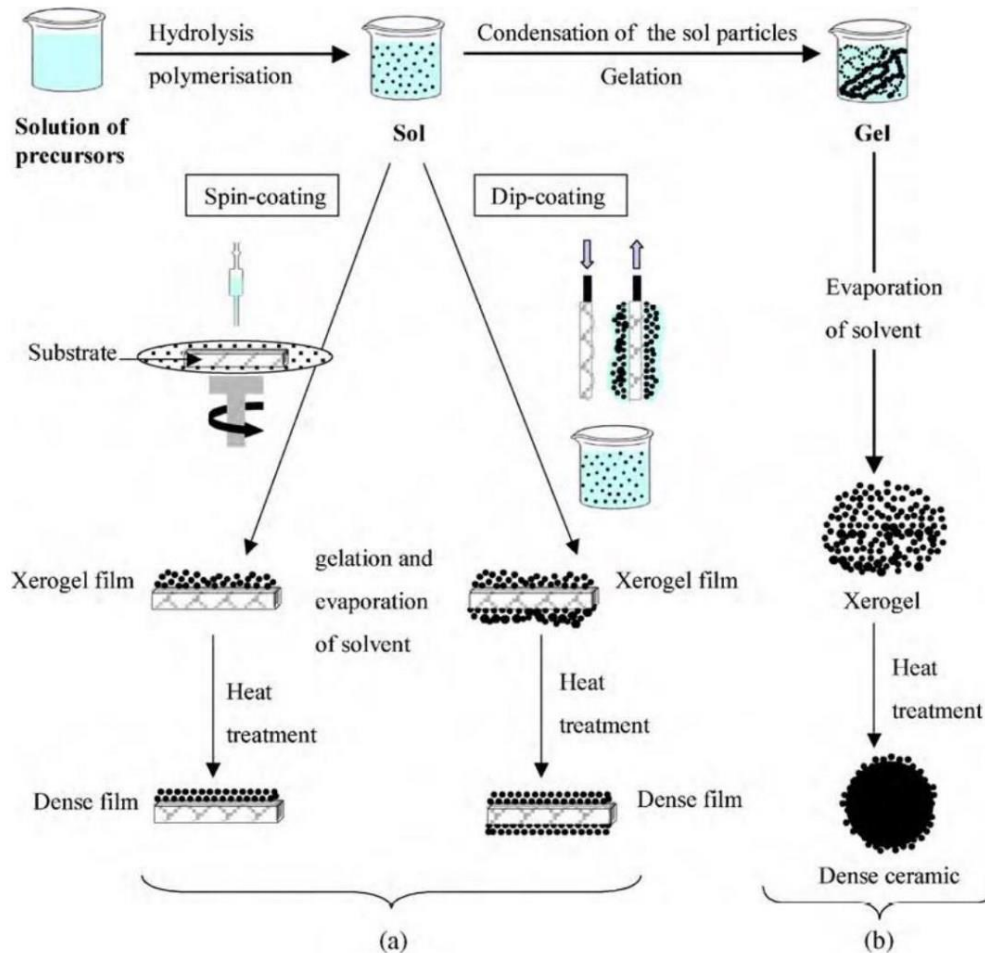 Hydrolysis
polymerisation
Condensation of the sol particles
Gelation
Solution of
precursors
Sol
Gel
Spin-coating
Dip-coating
Substrate
Evaporation
of solvent
Xerogel film
gelation and
evaporation
of solvent
Xerogel film
Xerogel
Heat
treatment
Heat
treatment
Heat
treatment
Dense film
Dense film
Dense ceramic
(a)
(b)